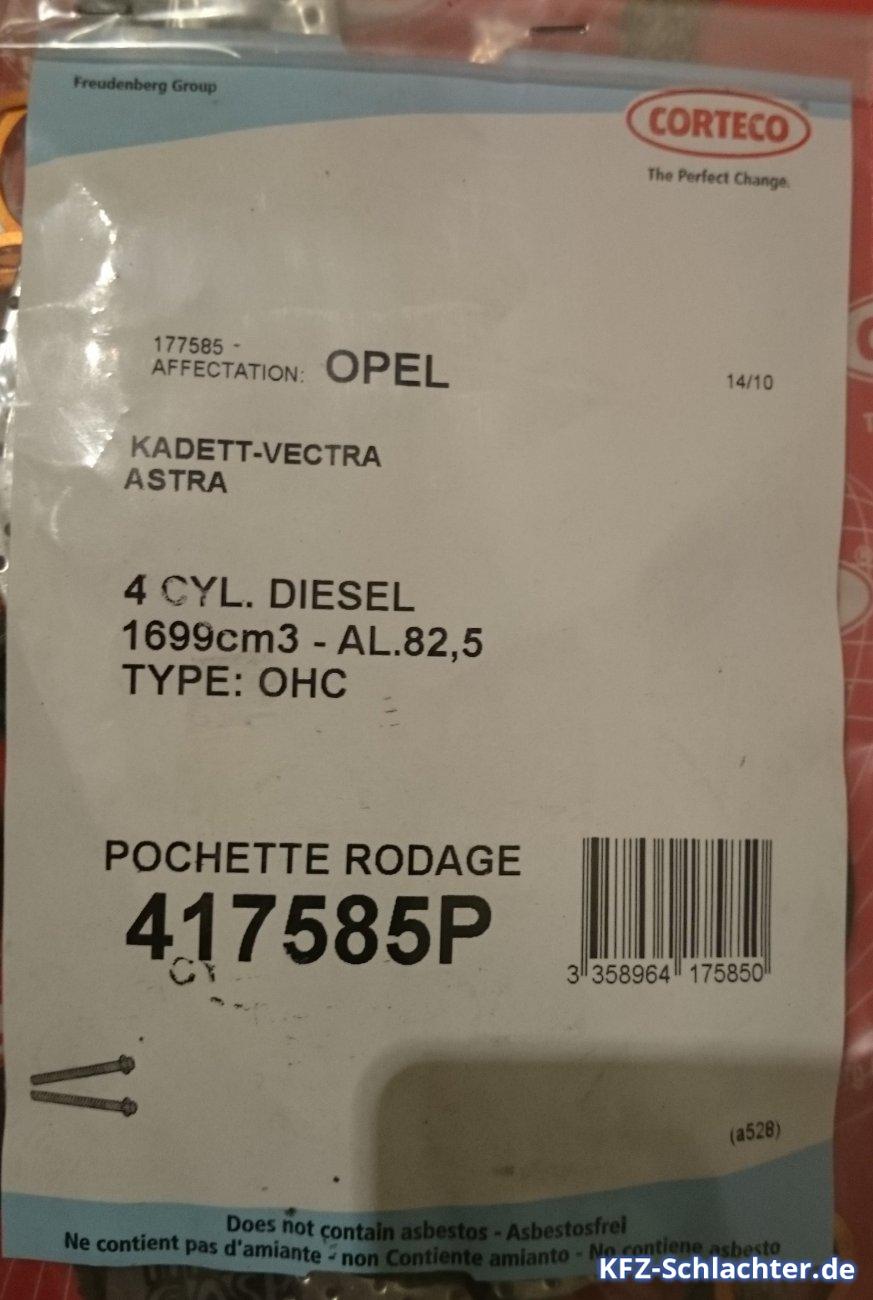 Freudenberg Group
CORTECO
The Perfect Change.
177585 -
AFFECTATION: OPEL
14/10
KADETT-VECTRA
ASTRA
4 CYL. DIESEL
1699cm3 - AL.82,5
TYPE: OHC
POCHETTE RODAGE
417585P
3 358964 175850
(a528)
Does not contain asbestos - Asbestosfrei
Ne contient pas d'amiante - non Contiente amianto - No contiene asbesto
KFZ-Schlachter.de